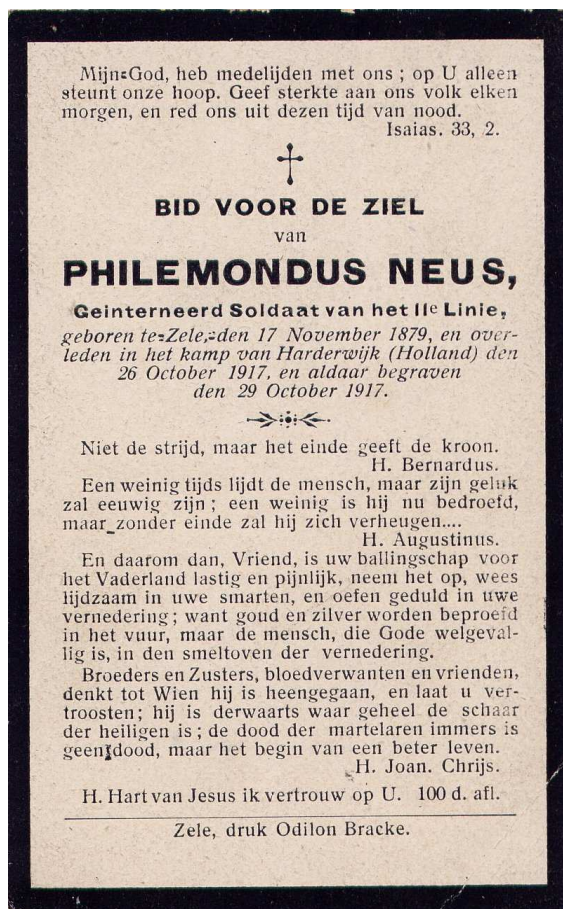 Mijn God, heb medelijden met ons ; op U alleen
steunt onze hoop. Geef sterkte aan ons volk elken
morgen, en red ons uit dezen tijd van nood.
Isaias. 33, 2.
BID VOOR DE ZIEL
van
PHILEMONDUS NEUS,
Geinterneerd Soldaat van het IIe Linie,
geboren te Zele, den 17 November 1879, en over-
leden in het kamp van Harderwijk (Holland) den
26 October 1917, en aldaar begraven
den 29 October 1917.
Niet de strijd, maar het einde geeft de kroon.
H. Bernardus.
Een weinig tijds lijdt de mensch, maar zijn geluk
zal eeuwig zijn ; een weinig is hij nu bedroefd,
maar zonder einde zal hij zich verheugen....
H. Augustinus.
En daarom dan, Vriend, is uw ballingschap voor
het Vaderland lastig en pijnlijk, neem het op, wees
lijdzaam in uwe smarten, en oefen geduld in uwe
vernedering ; want goud en zilver worden beproefd
in het vuur, maar de mensch, die Gode welgeval-
lig is, in den smeltoven der vernedering.
Broeders en Zusters, bloedverwanten en vrienden,
denkt tot Wien hij is heengegaan, en laat u ver-
troosten ; hij is derwaarts waar geheel de schaar
der heiligen is ; de dood der martelaren immers is
geen dood, maar het begin van een beter leven.
H. Joan. Chrijs.
H. Hart van Jesus ik vertrouw op U. 100 d. afl.
Zele, druk Odilon Bracke.